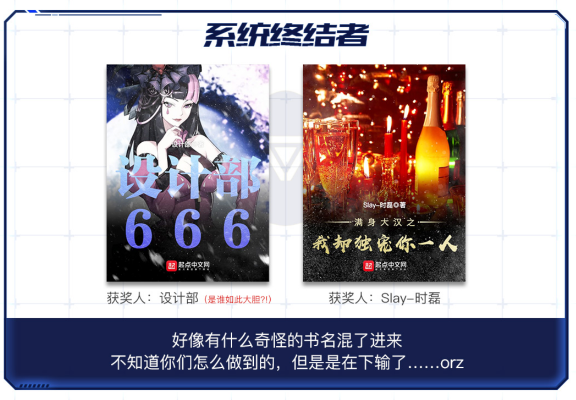 系统终结者
设计部
设计部
666
起点中文网
获奖人：设计部（是谁如此大胆?!）
Slay-时磊◎著
满身大汉之
我却独宠你一人
起点中文网
获奖人：Slay-时磊
好像有什么奇怪的书名混了进来
不知道你们怎么做到的，但是是在下输了……orz